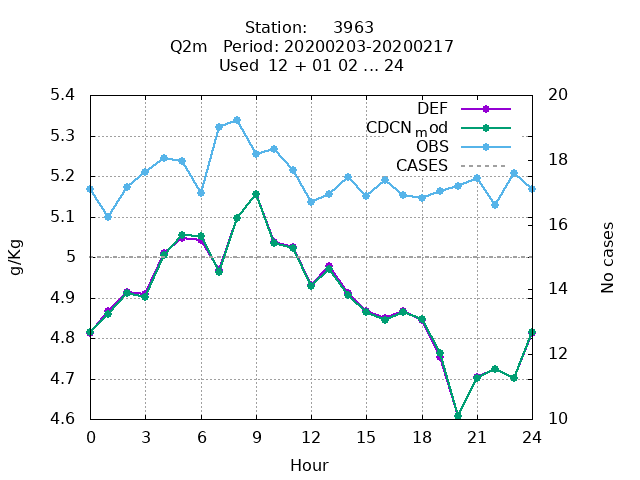 Station: 3963
Q2m Period: 20200203-20200217
Used 12 + 01 02 ... 24
5.4
5.3
5.2
5.1
5
4.9
4.8
4.7
4.6
20
18
16
14
12
10
DEF
CDCN_mod
OBS
CASES
g/Kg
No cases
0 3 6 9 12 15 18 21 24
Hour